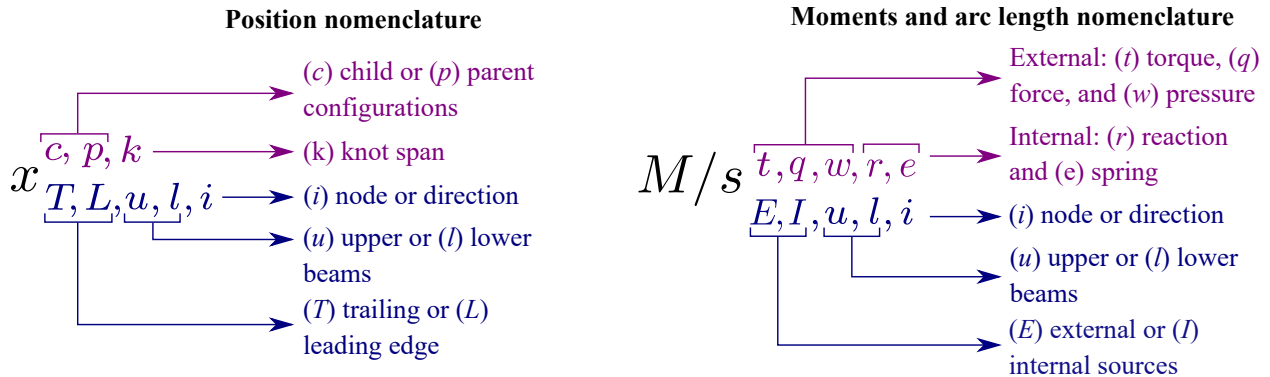 Position nomenclature
(c) child or (p) parent
configurations
c, p, k
(k) knot span
x
T, L, u, l, i
(i) node or direction
(u) upper or (l) lower
beams
(T) trailing or (L)
leading edge
Moments and arc length nomenclature
External: (t) torque, (q)
force, and (w) pressure
Internal: (r) reaction
and (e) spring
t, q, w, r, e
M/s
E, I, u, l, i
(i) node or direction
(u) upper or (l) lower
beams
(E) external or (I)
internal sources